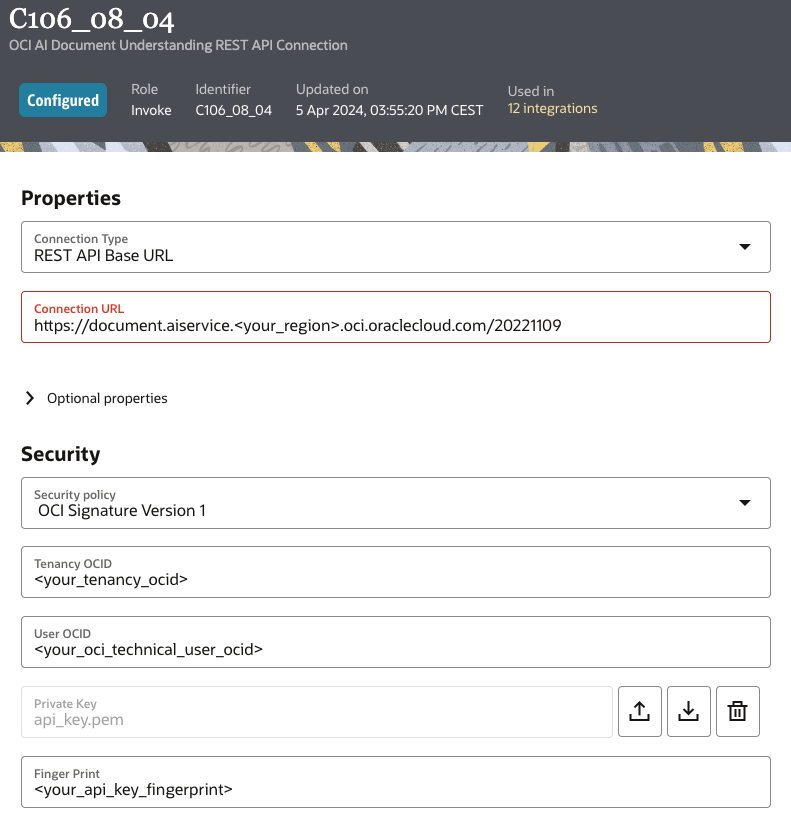 C106_08_04
OCI AI Document Understanding REST API Connection
Configured
Role
Invoke
Identifier
C106_08_04
Updated on
5 Apr 2024, 03:55:20 PM CEST
Used in
12 integrations
Properties
Connection Type
REST API Base URL
Connection URL
https://document.aiservice.<your_region>.oci.oraclecloud.com/20221109
Optional properties
Security
Security policy
OCI Signature Version 1
Tenancy OCID
<your_tenancy_ocid>
User OCID
<your_oci_technical_user_ocid>
Private Key
api_key.pem
Finger Print
<your_api_key_fingerprint>